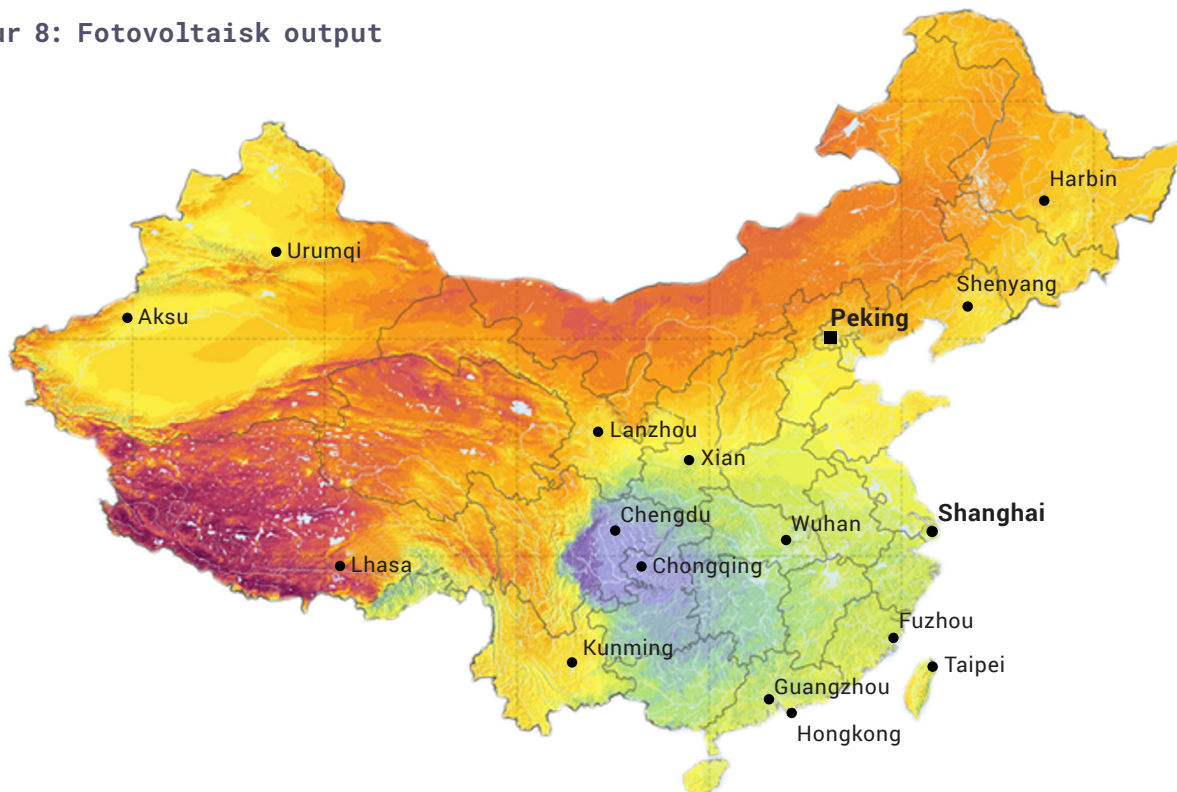 ur 8: Fotovoltaisk output
Harbin
Urumqi
Shenyang
Aksu
Peking
Lanzhou
Xian
Shanghai
Chengdu
Wuhan
Lhasa
Chongqing
Fuzhou
Kunming
Taipei
Guangzhou
Hongkong